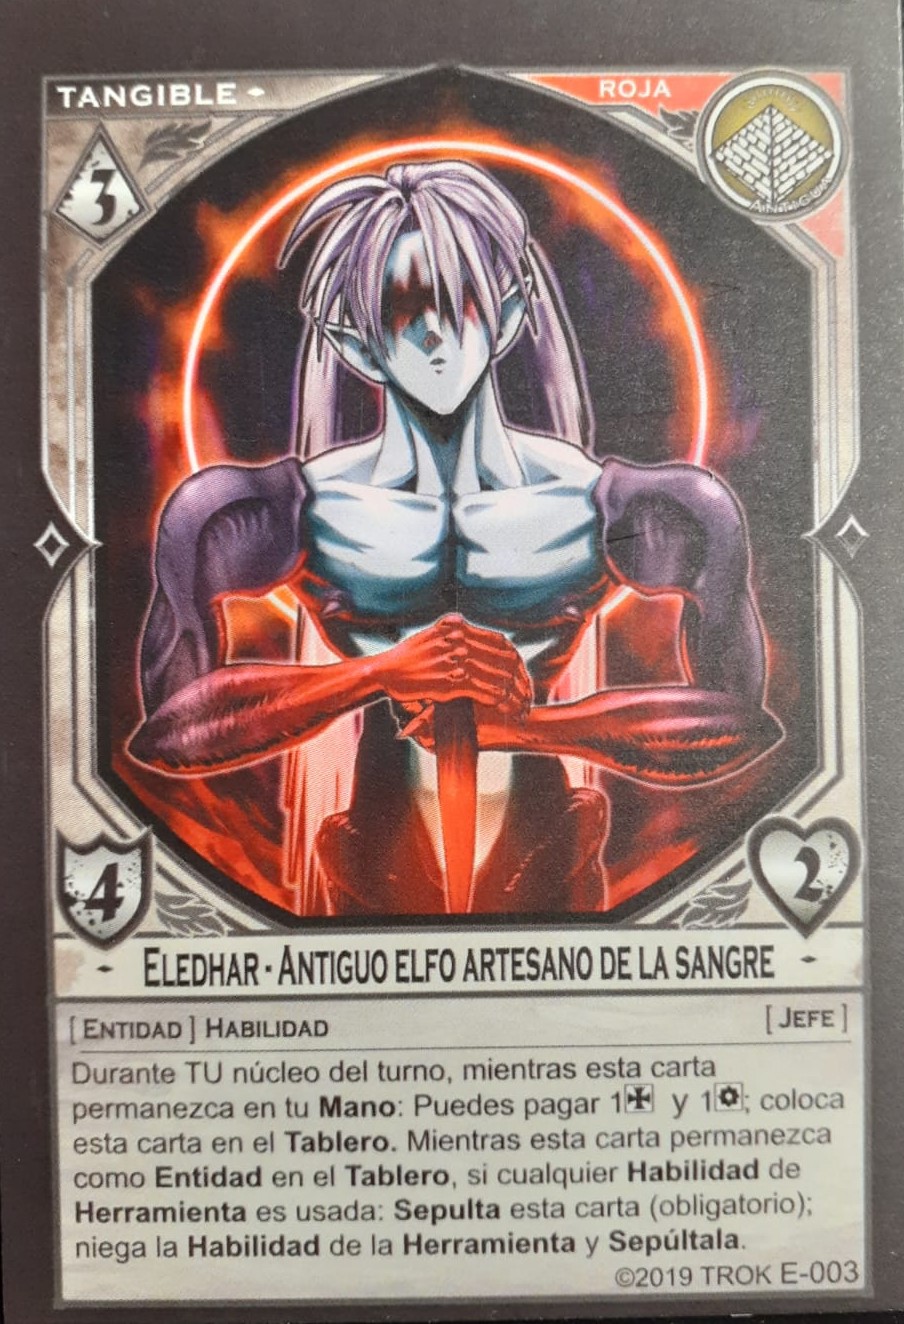 TANGIBLE
ROJA
ANTIGUA
3
4
2
ELEDHAR - ANTIGUO ELFO ARTESANO DE LA SANGRE
[ENTIDAD] HABILIDAD [JEFE]
Durante TU núcleo del turno, mientras esta carta
permanezca en tu Mano: Puedes pagar 1 y 1; coloca
esta carta en el Tablero. Mientras esta carta permanezca
como Entidad en el Tablero, si cualquier Habilidad de
Herramienta es usada: Sepulta esta carta (obligatorio);
niega la Habilidad de la Herramienta y Sepúltala.
©2019 TROK E-003